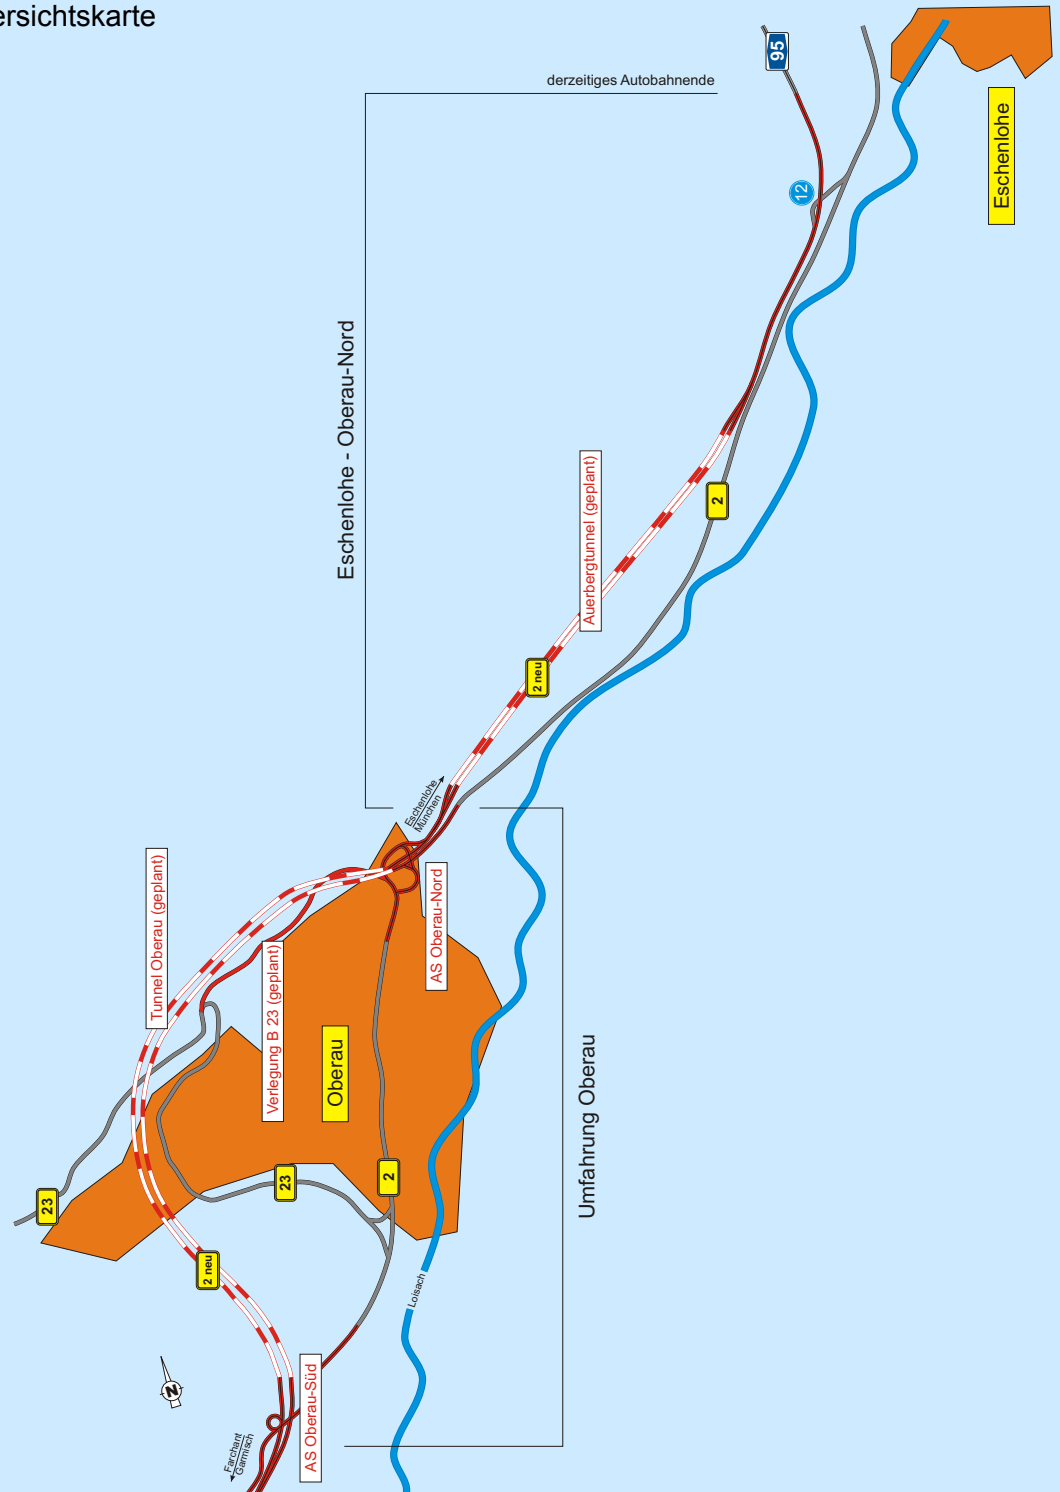 ersichtskarte
derzeitiges Autobahnende
95
12
Eschenlohe
Eschenlohe - Oberau-Nord
Auerbergtunnel (geplant)
2
2 neu
Eschenlohe
München
Tunnel Oberau (geplant)
AS Oberau-Nord
Verlegung B 23 (geplant)
Oberau
Umfahrung Oberau
23
23
2
2 neu
Loisach
N
AS Oberau-Süd
Farchant
Garmisch